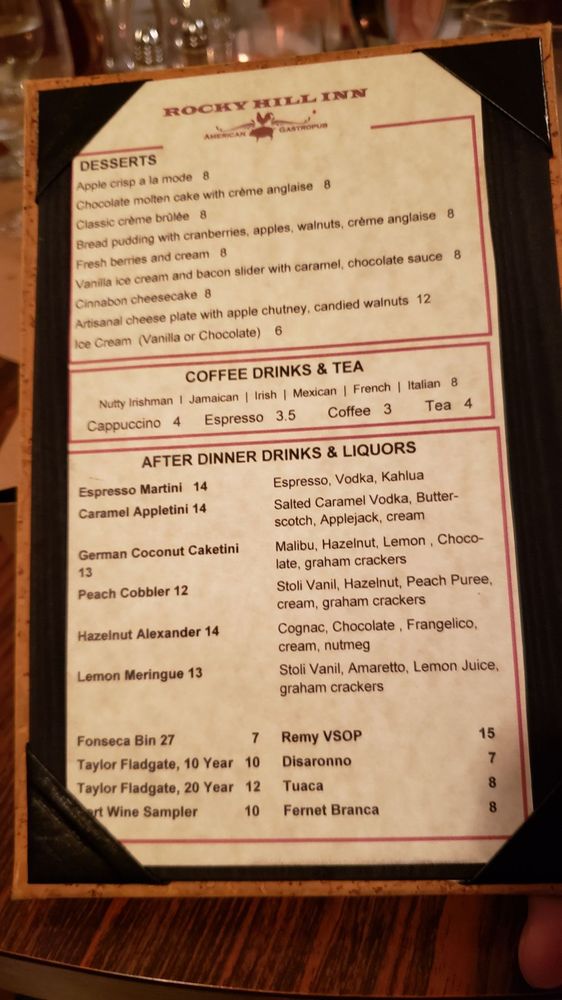 ROCKY HILL INN
AMERICAN GASTROPUB
DESSERTS
Apple crisp a la mode 8
Chocolate molten cake with crème anglaise 8
Classic crème brûlée 8
Bread pudding with cranberries, apples, walnuts, crème anglaise 8
Fresh berries and cream 8
Vanilla ice cream and bacon slider with caramel, chocolate sauce 8
Cinnabon cheesecake 8
Artisanal cheese plate with apple chutney, candied walnuts 12
Ice Cream (Vanilla or Chocolate) 6
COFFEE DRINKS & TEA
Nutty Irishman | Jamaican | Irish | Mexican | French | Italian 8
Cappuccino 4 Espresso 3.5 Coffee 3 Tea 4
AFTER DINNER DRINKS & LIQUORS
Espresso Martini 14 Espresso, Vodka, Kahlua
Caramel Appletini 14 Salted Caramel Vodka, Butter-
scotch, Applejack, cream
German Coconut Caketini Malibu, Hazelnut, Lemon , Choco-
13 late, graham crackers
Peach Cobbler 12 Stoli Vanil, Hazelnut, Peach Puree,
cream, graham crackers
Hazelnut Alexander 14 Cognac, Chocolate , Frangelico,
cream, nutmeg
Lemon Meringue 13 Stoli Vanil, Amaretto, Lemon Juice,
graham crackers
Fonseca Bin 27 7 Remy VSOP 15
Taylor Fladgate, 10 Year 10 Disaronno 7
Taylor Fladgate, 20 Year 12 Tuaca 8
ort Wine Sampler 10 Fernet Branca 8